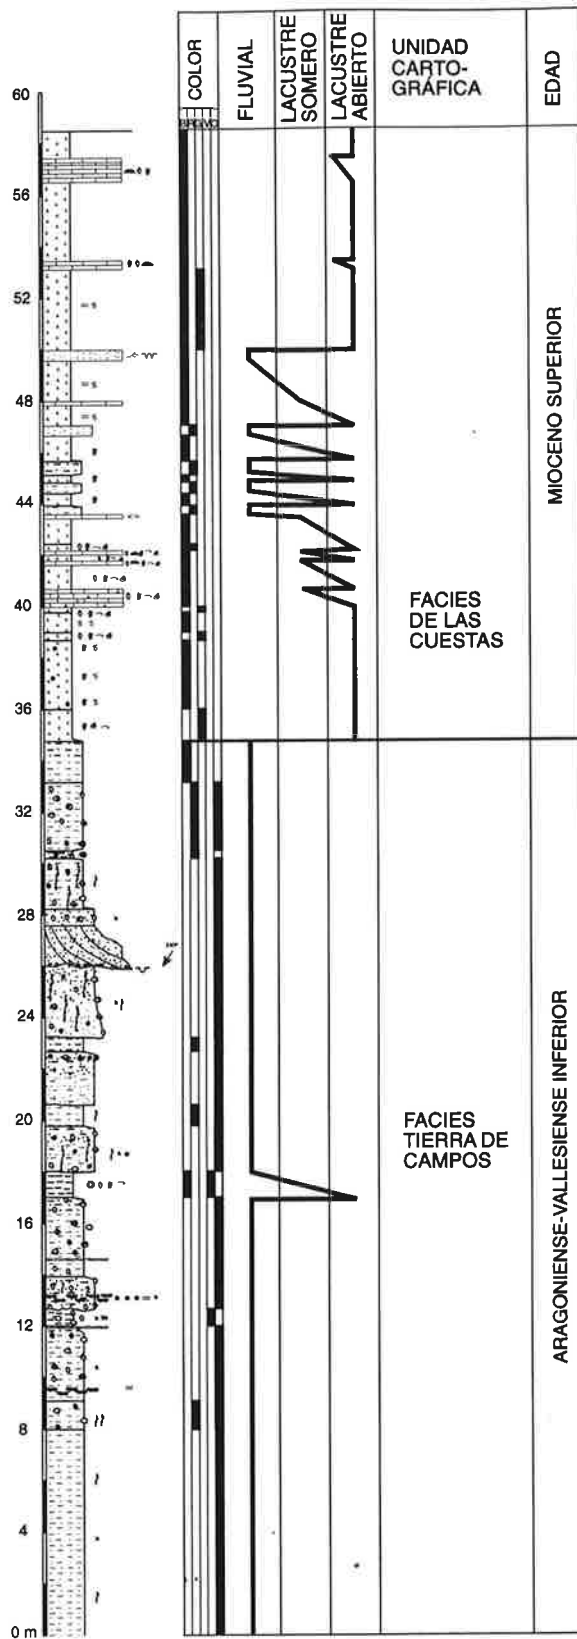 COLOR
FLUVIAL
LACUSTRE
SOMERO
LACUSTRE
ABIERTO
UNIDAD
CARTO-
GRÁFICA
EDAD
60
56
52
48
44
40
36
32
28
24
20
16
12
8
4
0 m
MIOCENO SUPERIOR
FACIES
DE LAS
CUESTAS
FACIES
TIERRA DE
CAMPOS
ARAGONIENSE-VALLESIENSE INFERIOR